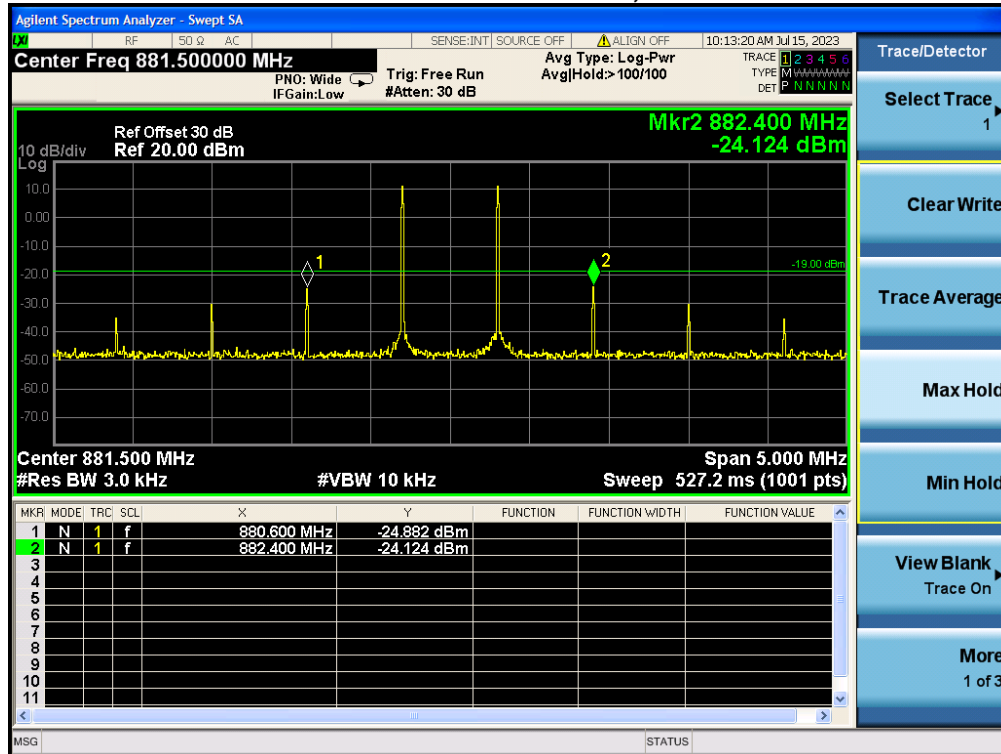 Agilent Spectrum Analyzer - Swept SA
LXI RF 50 Ω AC SENSE:INT SOURCE OFF ALIGN OFF 10:13:20 AM Jul 15, 2023
Center Freq 881.500000 MHz
Avg Type: Log-Pwr
TRACE 1 2 3 4 5 6
PNO: Wide
Trig: Free Run
Avg|Hold:>100/100
TYPE M
IFGain:Low
#Atten: 30 dB
DET P N N N N N
Ref Offset 30 dB
Mkr2 882.400 MHz
10 dB/div Ref 20.00 dBm
-24.124 dBm
Log
10.0
0.00
-10.0
1
2
-19.00 dBm
-20.0
-30.0
-40.0
-50.0
-60.0
-70.0
Center 881.500 MHz Span 5.000 MHz
#Res BW 3.0 kHz #VBW 10 kHz Sweep 527.2 ms (1001 pts)
MKR MODE TRC SCL X Y FUNCTION FUNCTION WIDTH FUNCTION VALUE
1 N 1 f 880.600 MHz -24.882 dBm
2 N 1 f 882.400 MHz -24.124 dBm
3
4
5
6
7
8
9
10
11
MSG STATUS
Trace/Detector
Select Trace
1
Clear Write
Trace Average
Max Hold
Min Hold
View Blank
Trace On
More
1 of 3